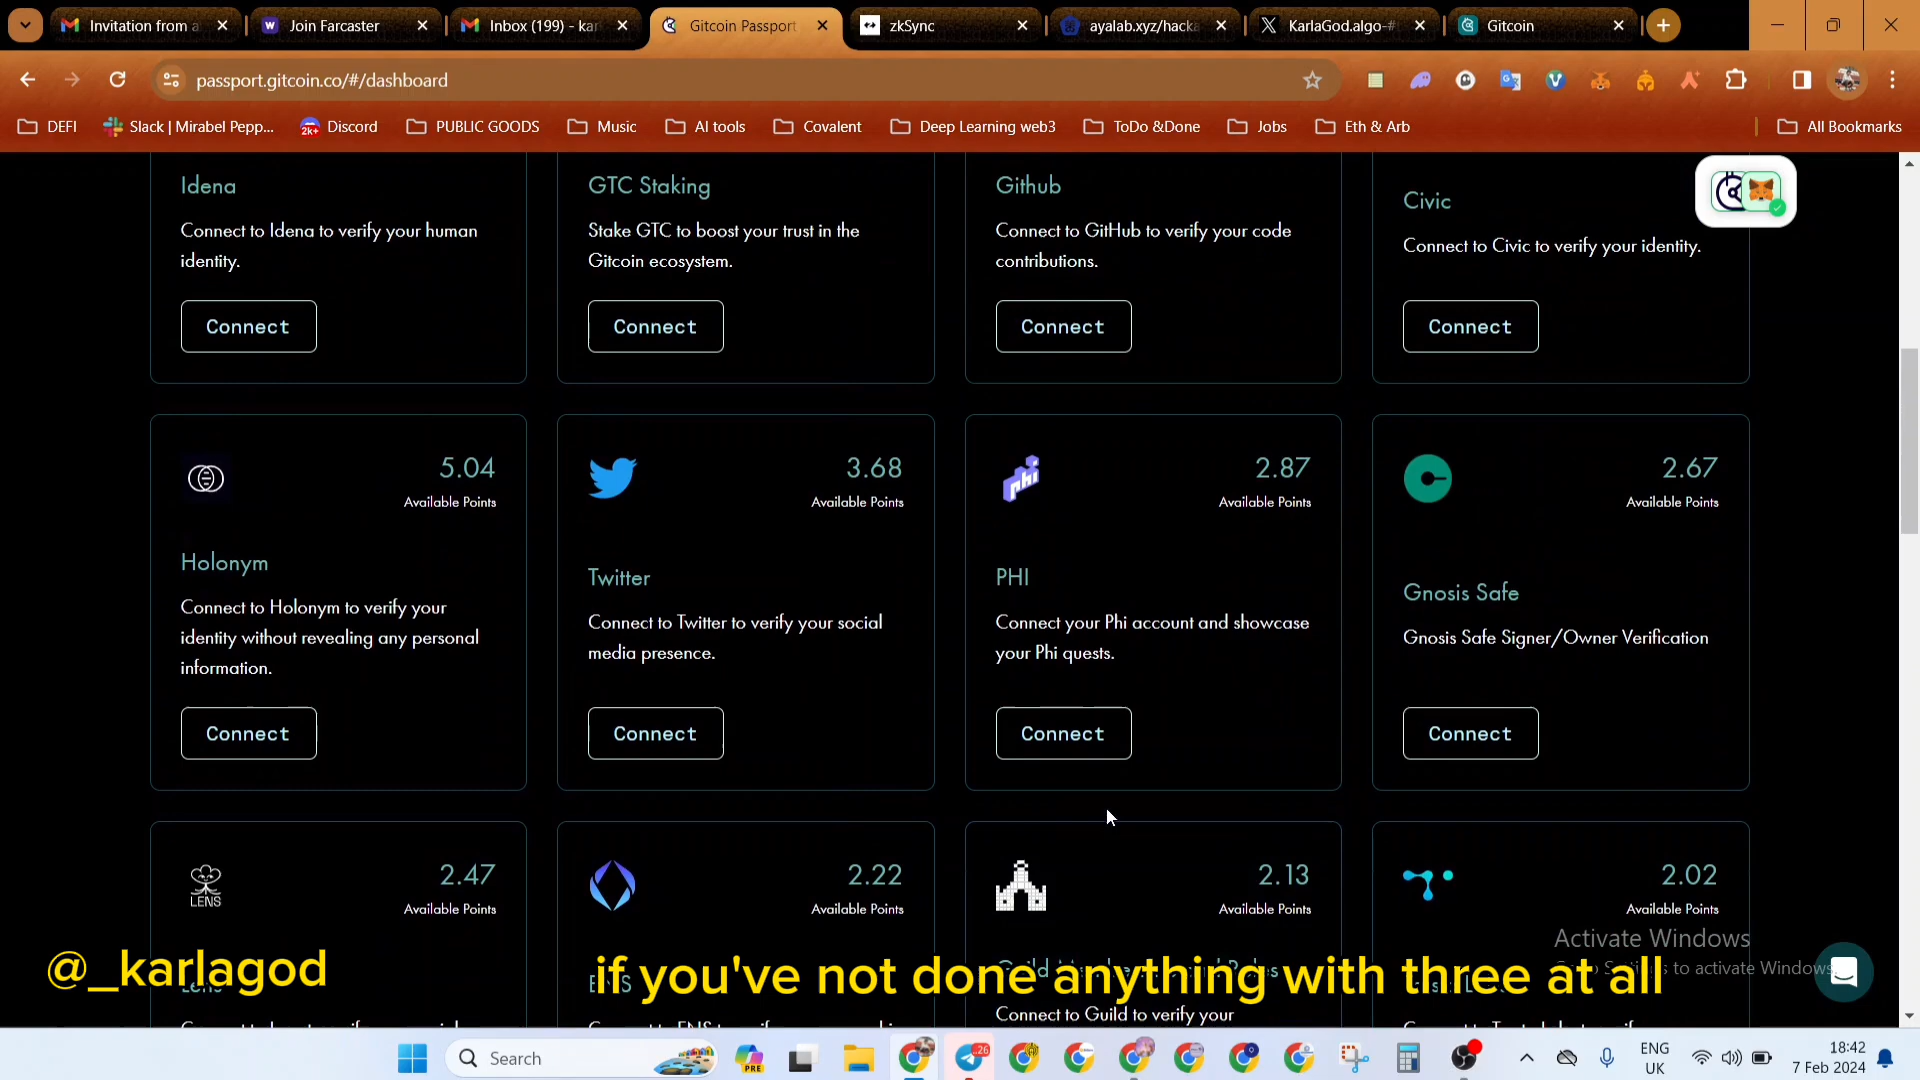 Invitation from a
Join Farcaster
Inbox (199) - kar
Gitcoin Passport
zkSync
ayalab.xyz/hacka
KarlaGod.algo-#
Gitcoin
passport.gitcoin.co/#/dashboard
DEFI
Slack | Mirabel Pepp...
2k+
Discord
PUBLIC GOODS
Music
AI tools
Covalent
Deep Learning web3
ToDo &Done
Jobs
Eth & Arb
All Bookmarks
Idena
Connect to Idena to verify your human
identity.
Connect
GTC Staking
Stake GTC to boost your trust in the
Gitcoin ecosystem.
Connect
Github
Connect to GitHub to verify your code
contributions.
Connect
Civic
Connect to Civic to verify your identity.
Connect
5.04
Available Points
Holonym
Connect to Holonym to verify your
identity without revealing any personal
information.
Connect
3.68
Available Points
Twitter
Connect to Twitter to verify your social
media presence.
Connect
phi
2.87
Available Points
PHI
Connect your Phi account and showcase
your Phi quests.
Connect
2.67
Available Points
Gnosis Safe
Gnosis Safe Signer/Owner Verification
Connect
LENS
2.47
Available Points
2.22
Available Points
ENS
2.13
Available Points
Connect to Guild to verify your
2.02
Available Points
Activate Windows
to activate Windows
@_karlagod
if you've not done anything with three at all
Search
PRE
26
ENG
UK
18:42
7 Feb 2024